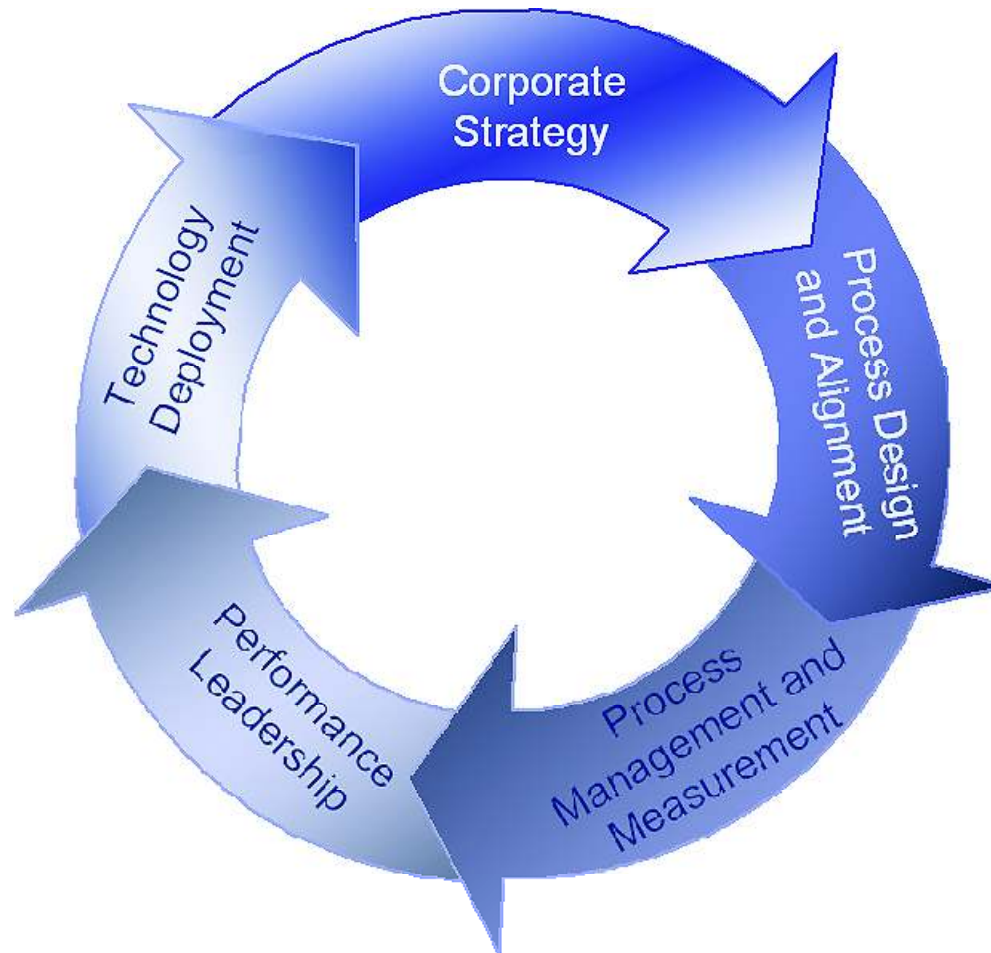 Corporate
Strategy
Process Design
and Alignment
Process
Management and
Measurement
Performance
Leadership
Technology
Deployment